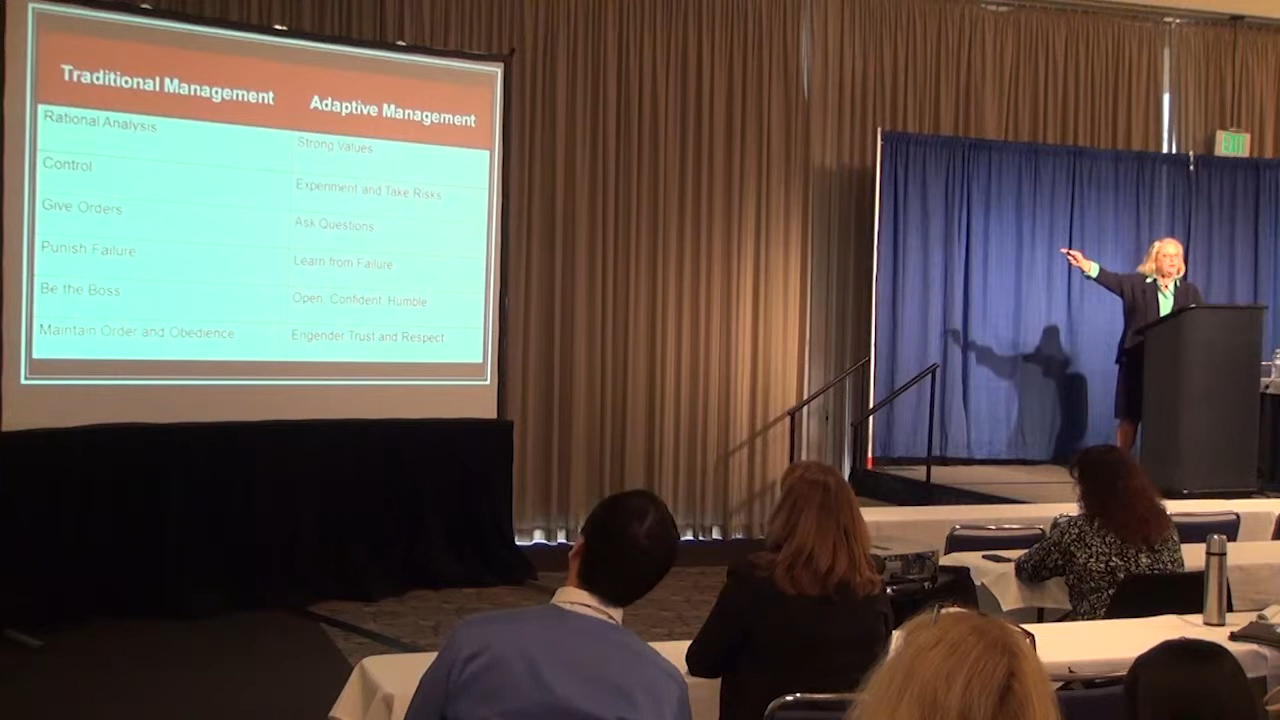 Traditional Management
Adaptive Management
Rational Analysis
Strong Values
Control
Experiment and Take Risks
Give Orders
Ask Questions
Punish Failure
Learn from Failure
Be the Boss
Open, Confident, Humble
Maintain Order and Obedience
Engender Trust and Respect
EXIT